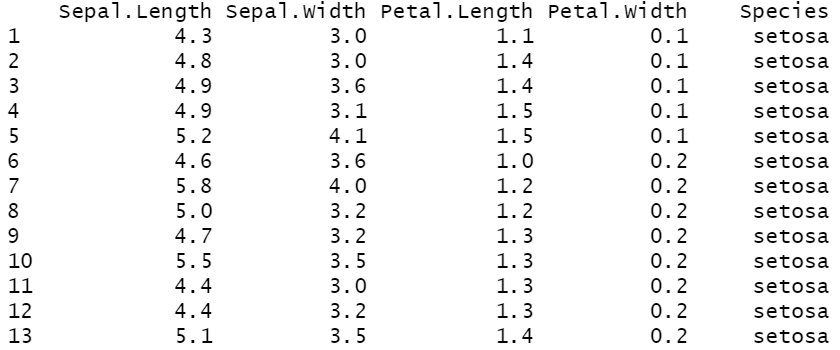 Sepal.Length Sepal.Width Petal.Length Petal.Width Species
1 4.3 3.0 1.1 0.1 setosa
2 4.8 3.0 1.4 0.1 setosa
3 4.9 3.6 1.4 0.1 setosa
4 4.9 3.1 1.5 0.1 setosa
5 5.2 4.1 1.5 0.1 setosa
6 4.6 3.6 1.0 0.2 setosa
7 5.8 4.0 1.2 0.2 setosa
8 5.0 3.2 1.2 0.2 setosa
9 4.7 3.2 1.3 0.2 setosa
10 5.5 3.5 1.3 0.2 setosa
11 4.4 3.0 1.3 0.2 setosa
12 4.4 3.2 1.3 0.2 setosa
13 5.1 3.5 1.4 0.2 setosa